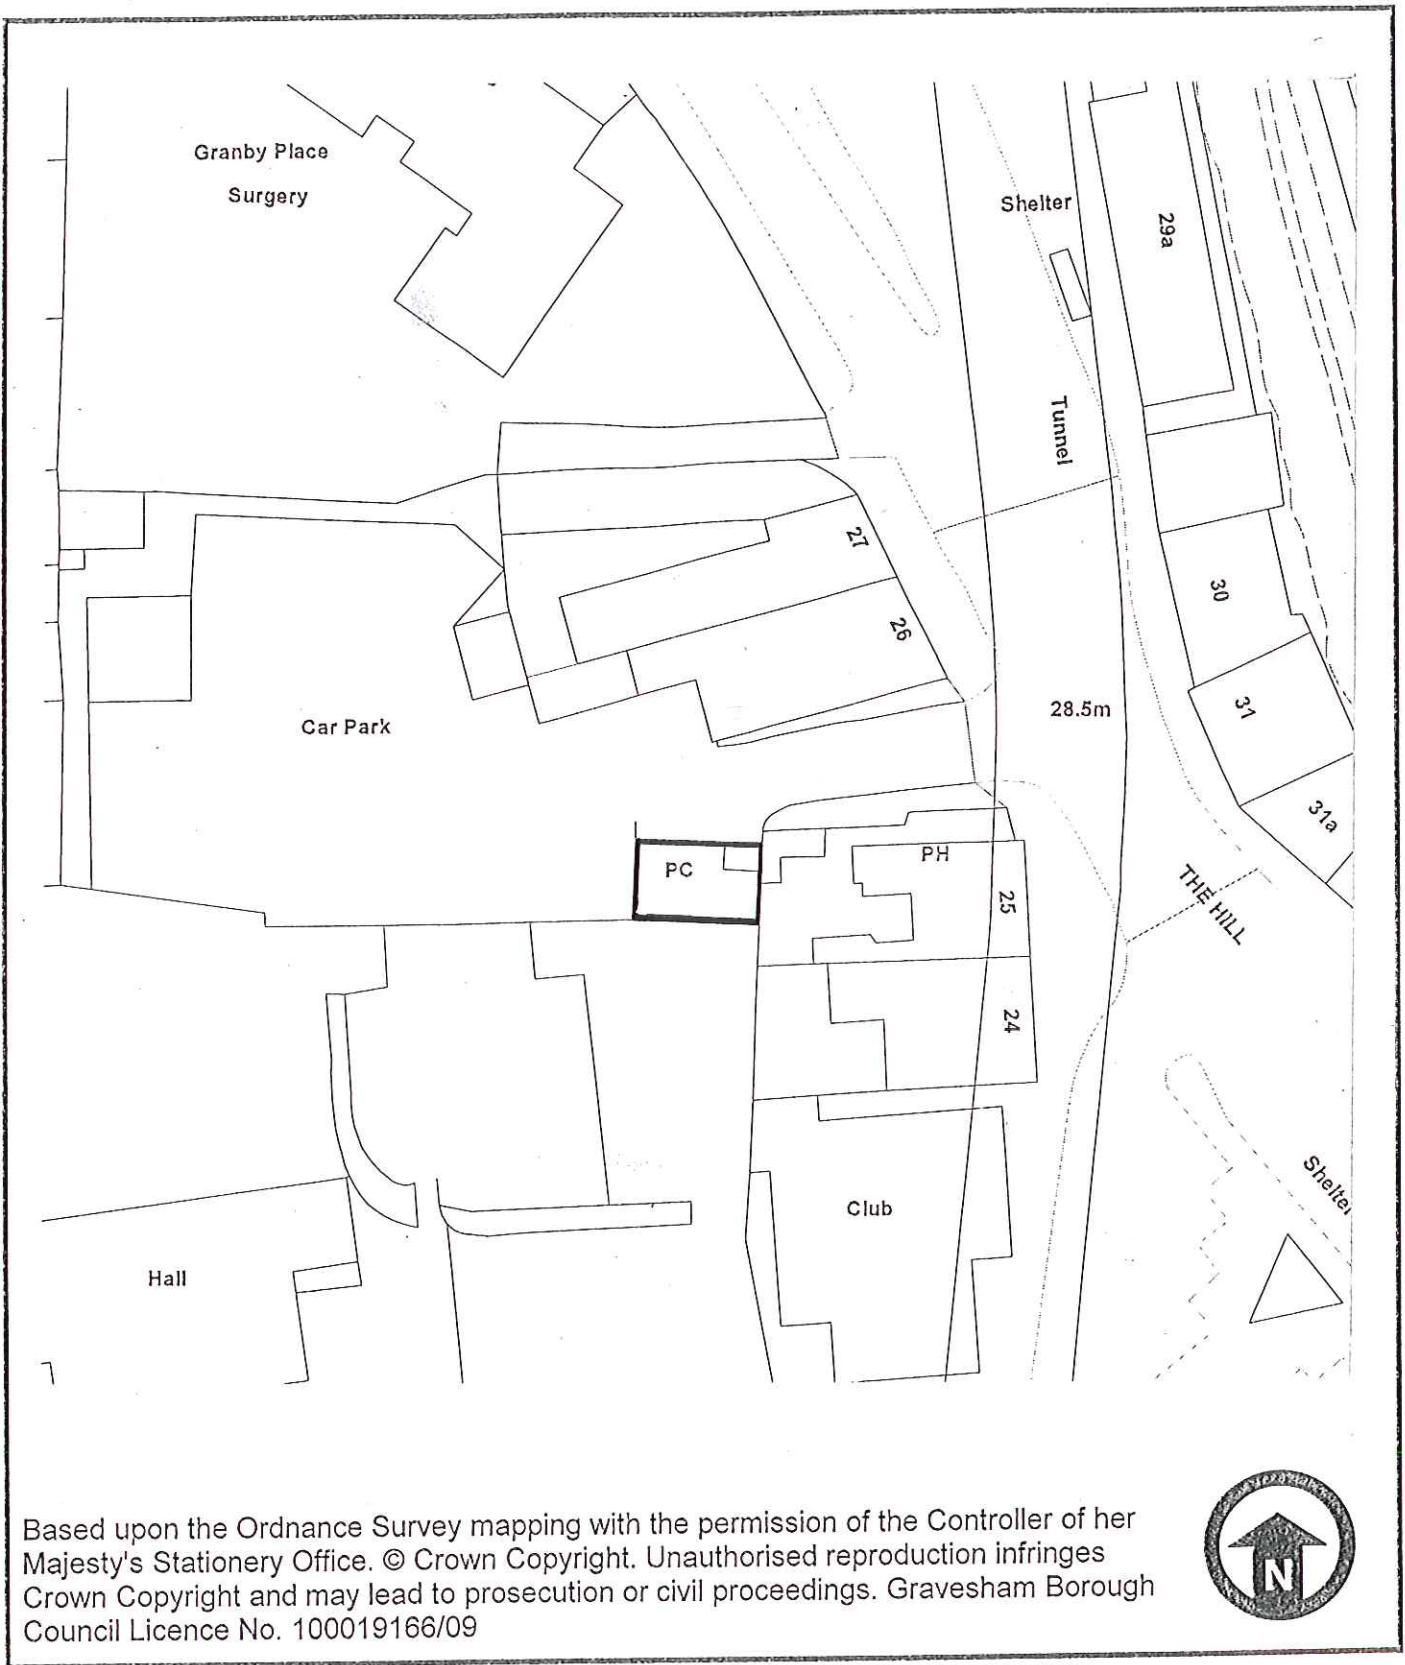 Granby Place
Surgery
Shelter
29a
Tunnel
27
30
26
31
28.5m
Car Park
31a
PH
PC
THE HILL
25
24
Shelter
Club
Hall
Based upon the Ordnance Survey mapping with the permission of the Controller of her
Majesty's Stationery Office. © Crown Copyright. Unauthorised reproduction infringes
Crown Copyright and may lead to prosecution or civil proceedings. Gravesham Borough
Council Licence No. 100019166/09
N